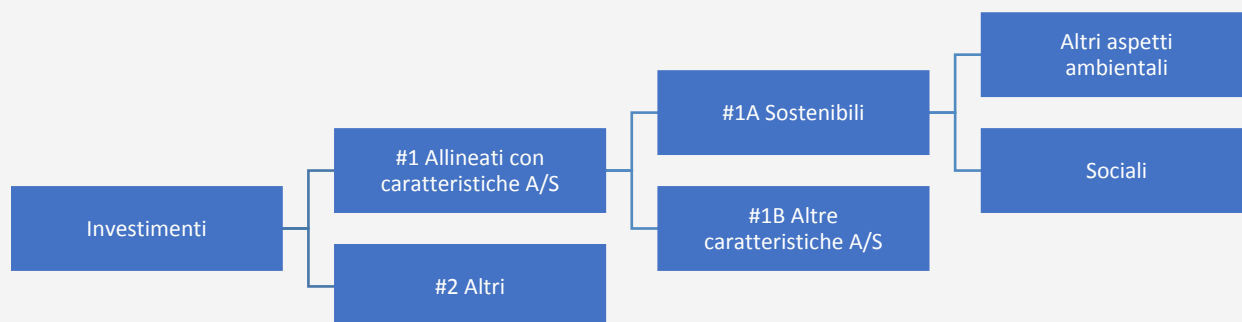 Investimenti
#1 Allineati con
caratteristiche A/S
#2 Altri
#1A Sostenibili
#1B Altre
caratteristiche A/S
Altri aspetti
ambientali
Sociali